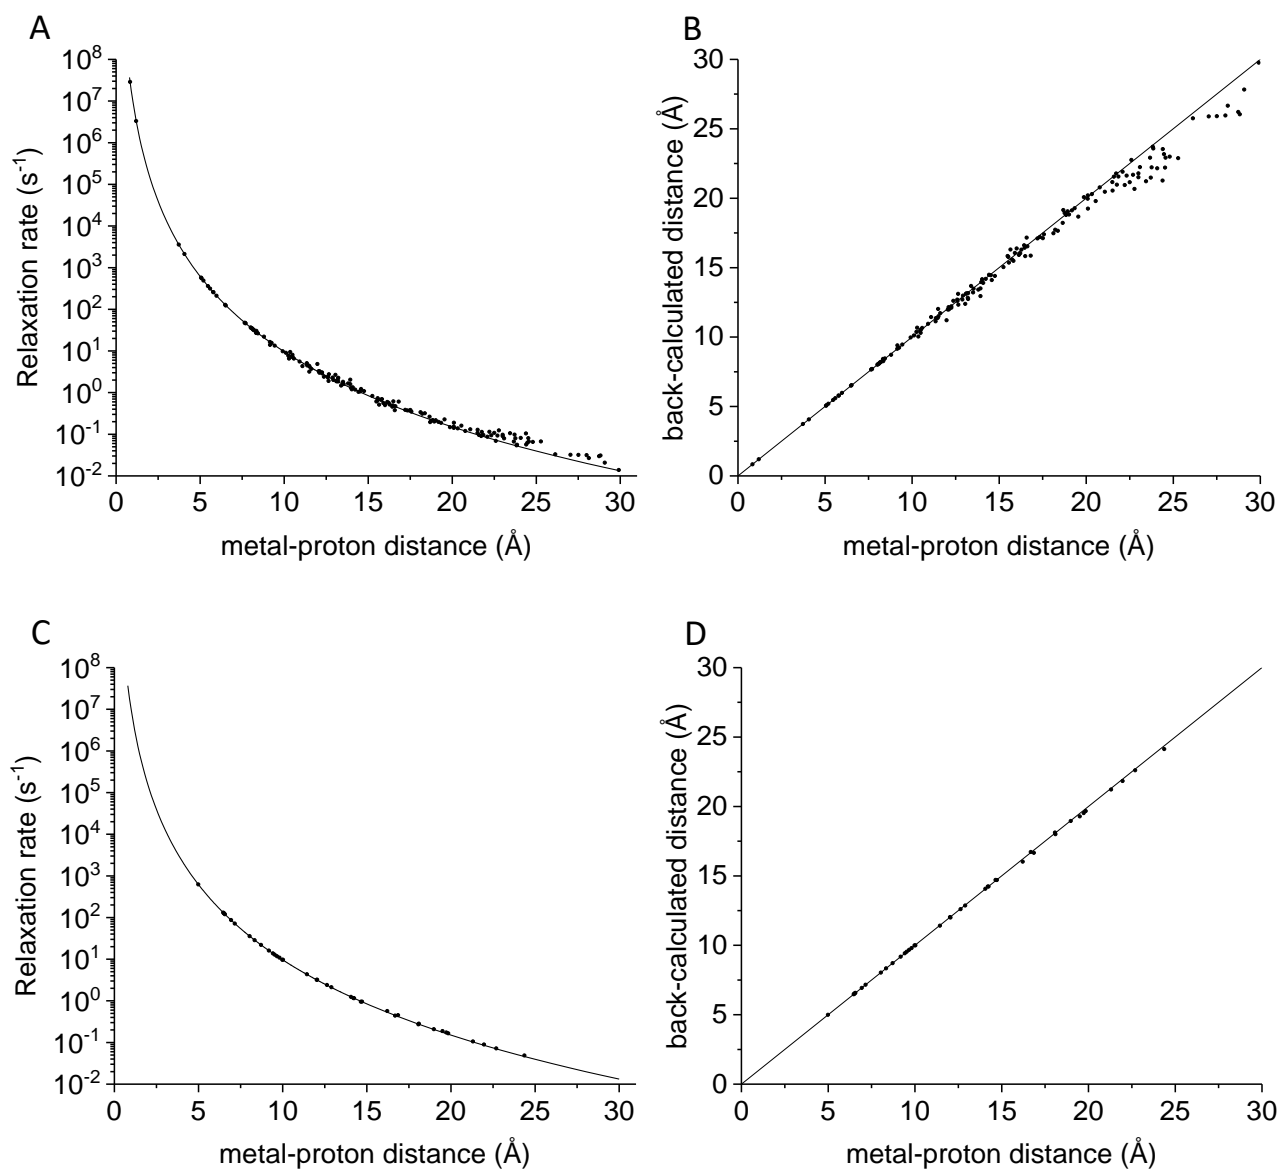 A
10^8
10^7
10^6
10^5
10^4
10^3
10^2
10^1
10^0
10^-1
10^-2
Relaxation rate (s^-1)
0 5 10 15 20 25 30
metal-proton distance (Å)
B
30
25
20
15
10
5
0
back-calculated distance (Å)
0 5 10 15 20 25 30
metal-proton distance (Å)
C
10^8
10^7
10^6
10^5
10^4
10^3
10^2
10^1
10^0
10^-1
10^-2
Relaxation rate (s^-1)
0 5 10 15 20 25 30
metal-proton distance (Å)
D
30
25
20
15
10
5
0
back-calculated distance (Å)
0 5 10 15 20 25 30
metal-proton distance (Å)